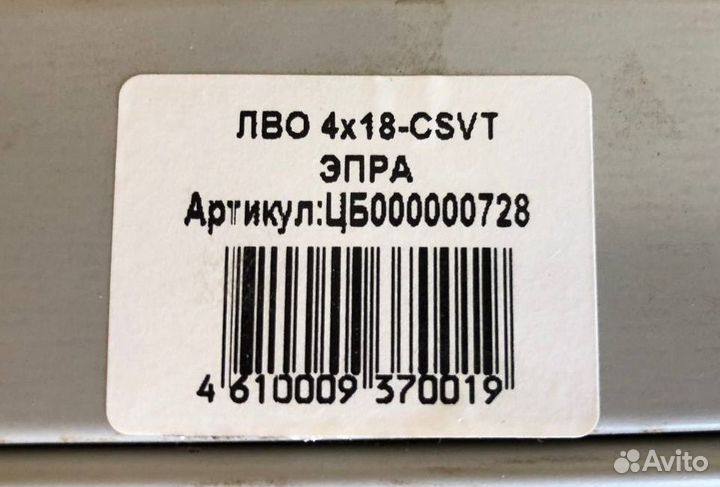 ЛВО 4х18-CSVT
ЭПРА
Артикул:ЦБ000000728
4 610009 370019
Avito